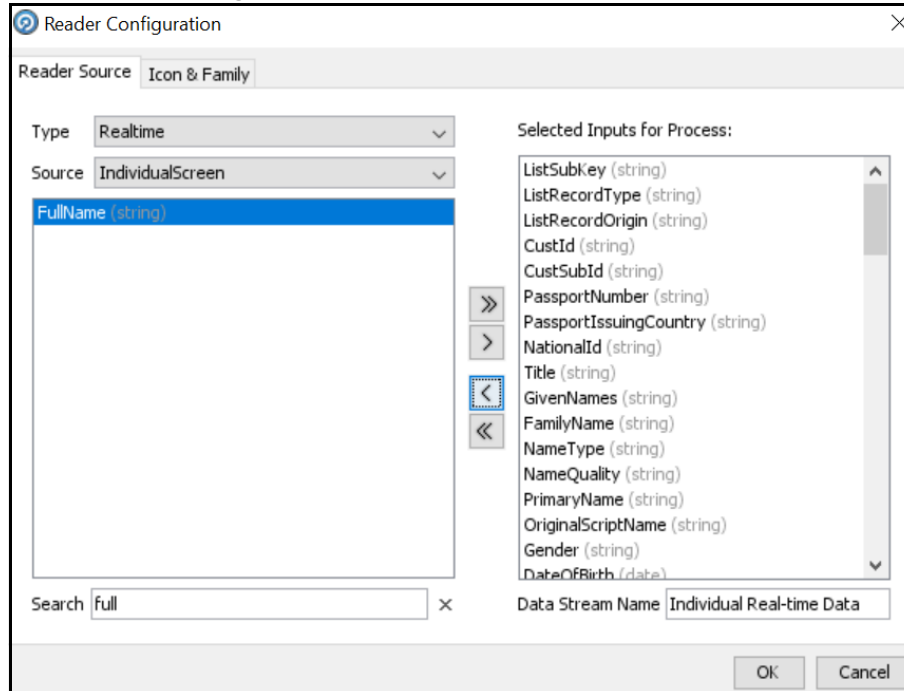 Reader Configuration
Reader Source
Icon & Family
Type
Realtime
Source
IndividualScreen
FullName (string)
Search
full
Selected Inputs for Process:
ListSubKey (string)
ListRecordType (string)
ListRecordOrigin (string)
CustId (string)
CustSubId (string)
PassportNumber (string)
PassportIssuingCountry (string)
NationalId (string)
Title (string)
GivenNames (string)
FamilyName (string)
NameType (string)
NameQuality (string)
PrimaryName (string)
OriginalScriptName (string)
Gender (string)
DateOfBirth (date)
Data Stream Name
Individual Real-time Data
OK
Cancel